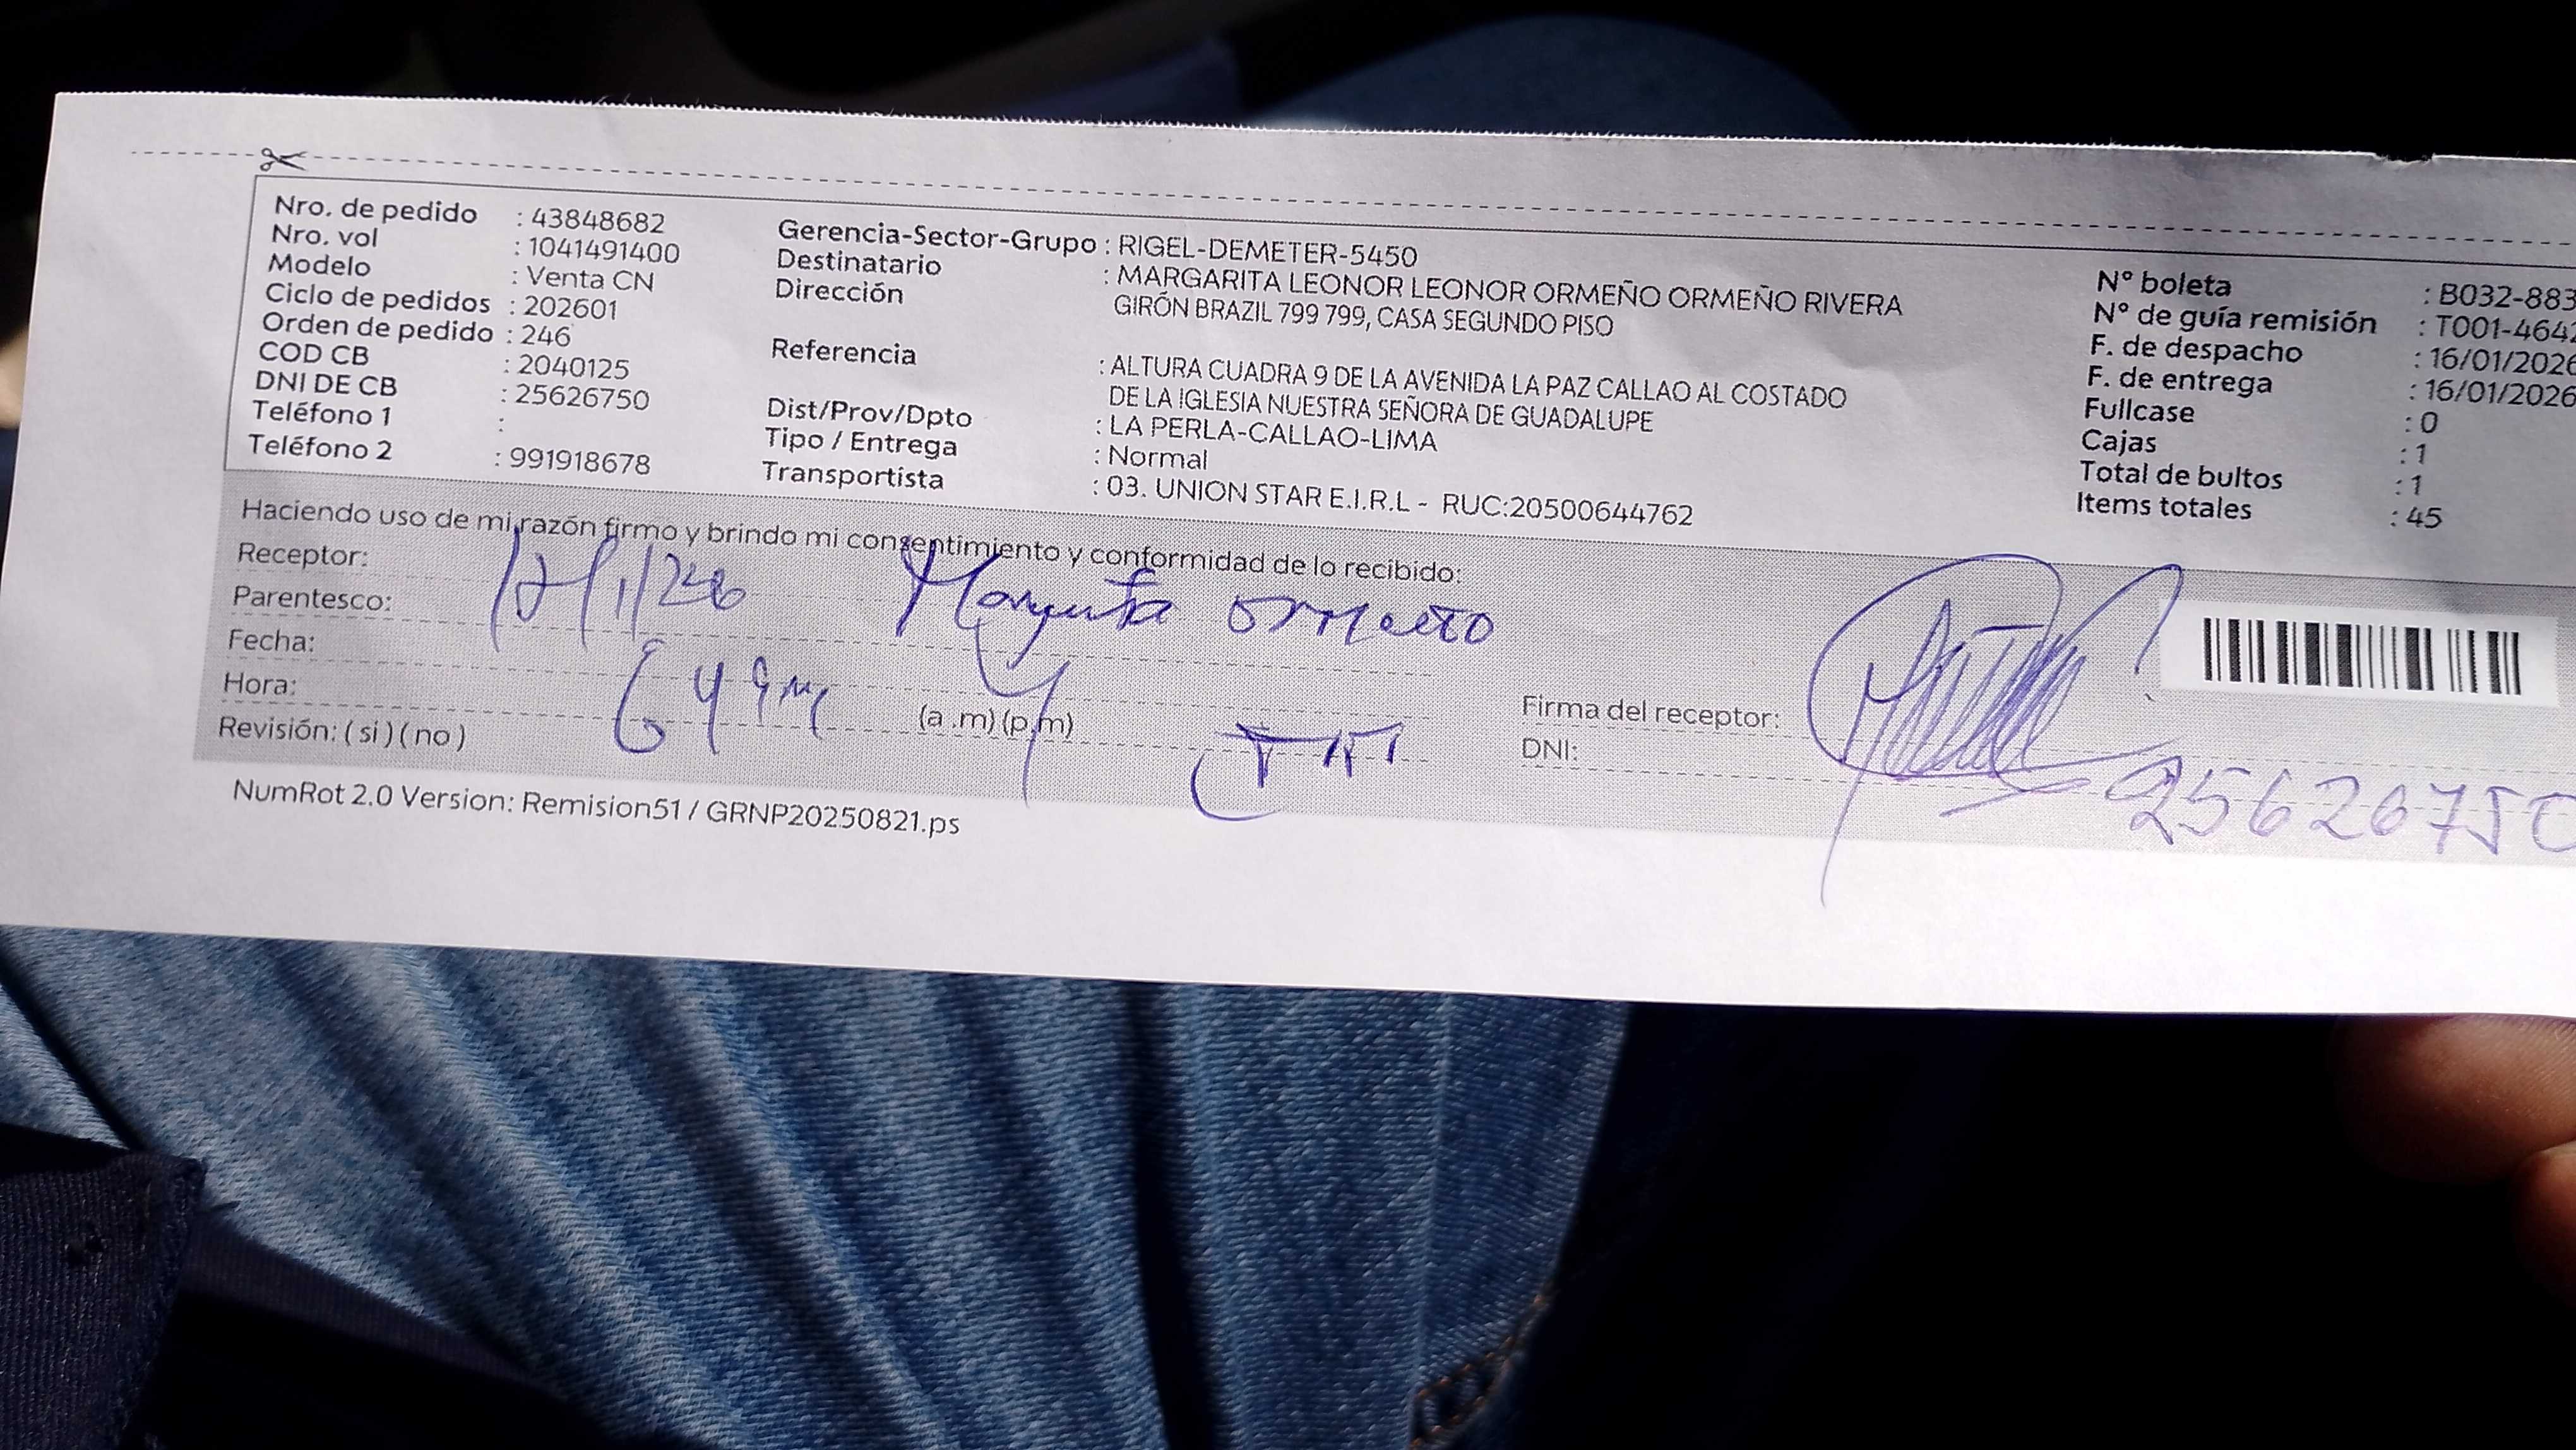 Nro. de pedido : 43848682
Nro. vol : 1041491400
Modelo : Venta CN
Ciclo de pedidos : 202601
Orden de pedido : 246
COD CB : 2040125
DNI DE CB : 25626750
Teléfono 1 :
Teléfono 2 : 991918678
Gerencia-Sector-Grupo : RIGEL-DEMETER-5450
Destinatario : MARGARITA LEONOR LEONOR ORMEÑO ORMEÑO RIVERA
Dirección GIRÓN BRAZIL 799 799, CASA SEGUNDO PISO
Referencia : ALTURA CUADRA 9 DE LA AVENIDA LA PAZ CALLAO AL COSTADO
DE LA IGLESIA NUESTRA SEÑORA DE GUADALUPE
Dist/Prov/Dpto : LA PERLA-CALLAO-LIMA
Tipo / Entrega : Normal
Transportista : 03. UNION STAR E.I.R.L - RUC:20500644762
N° boleta : B032-883
N° de guía remisión : T001-464
F. de despacho : 16/01/2026
F. de entrega : 16/01/2026
Fullcase : 0
Cajas : 1
Total de bultos : 1
Items totales : 45
Haciendo uso de mi razón firmo y brindo mi consentimiento y conformidad de lo recibido:
Receptor:
Parentesco: Margarita ormeño
Fecha:
Hora: (a .m) (p.m)
Revisión: ( si ) ( no )
Firma del receptor:
DNI: 25626750
NumRot 2.0 Version: Remision51 / GRNP20250821.ps